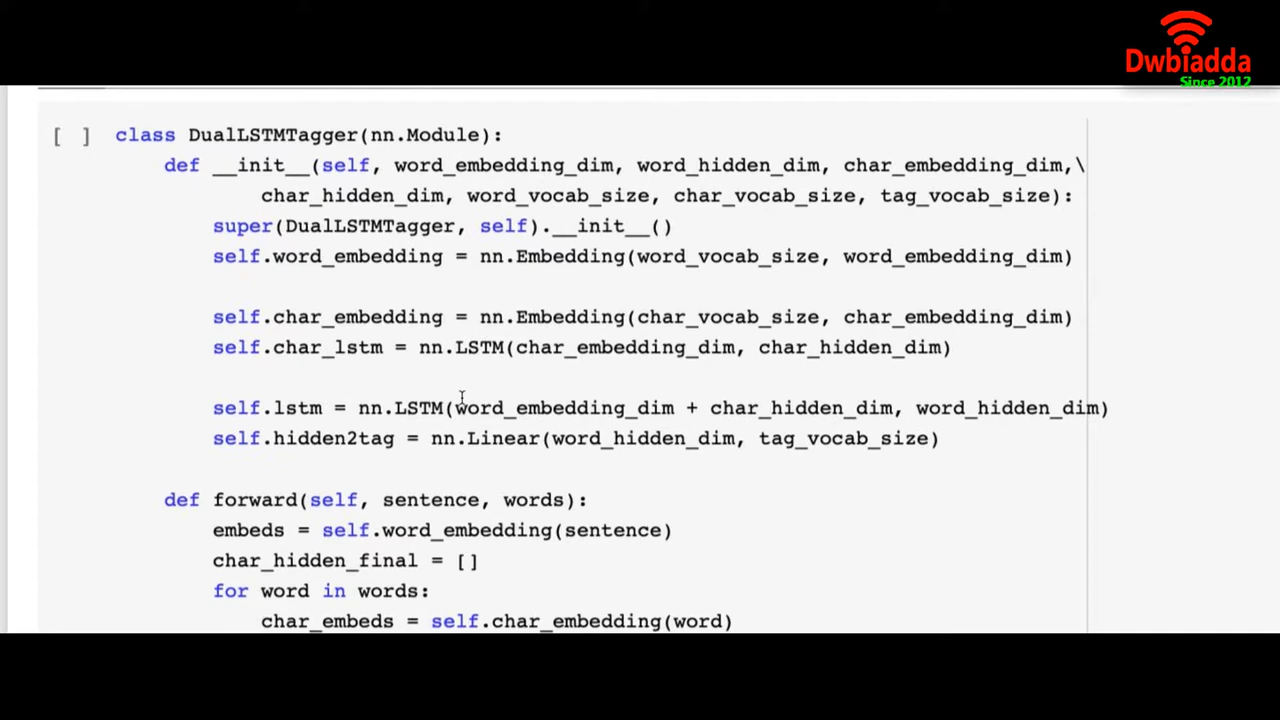 Dwbiadda
Since 2012
[ ] class DualLSTMTagger(nn.Module):
def __init__(self, word_embedding_dim, word_hidden_dim, char_embedding_dim,\
char_hidden_dim, word_vocab_size, char_vocab_size, tag_vocab_size):
super(DualLSTMTagger, self).__init__()
self.word_embedding = nn.Embedding(word_vocab_size, word_embedding_dim)
self.char_embedding = nn.Embedding(char_vocab_size, char_embedding_dim)
self.char_lstm = nn.LSTM(char_embedding_dim, char_hidden_dim)
self.lstm = nn.LSTM(word_embedding_dim + char_hidden_dim, word_hidden_dim)
self.hidden2tag = nn.Linear(word_hidden_dim, tag_vocab_size)
def forward(self, sentence, words):
embeds = self.word_embedding(sentence)
char_hidden_final = []
for word in words:
char_embeds = self.char_embedding(word)